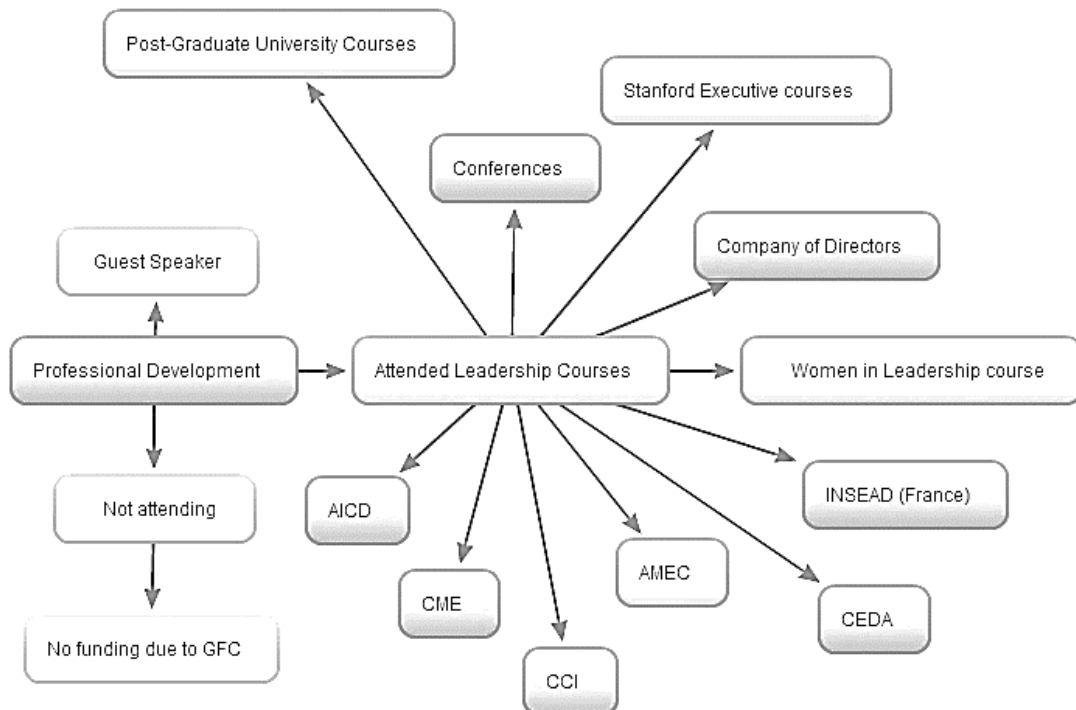 Post-Graduate University Courses
Stanford Executive courses
Conferences
Company of Directors
Guest Speaker
Professional Development
Attended Leadership Courses
Women in Leadership course
Not attending
AICD
INSEAD (France)
CME
AMEC
CEDA
No funding due to GFC
CCI